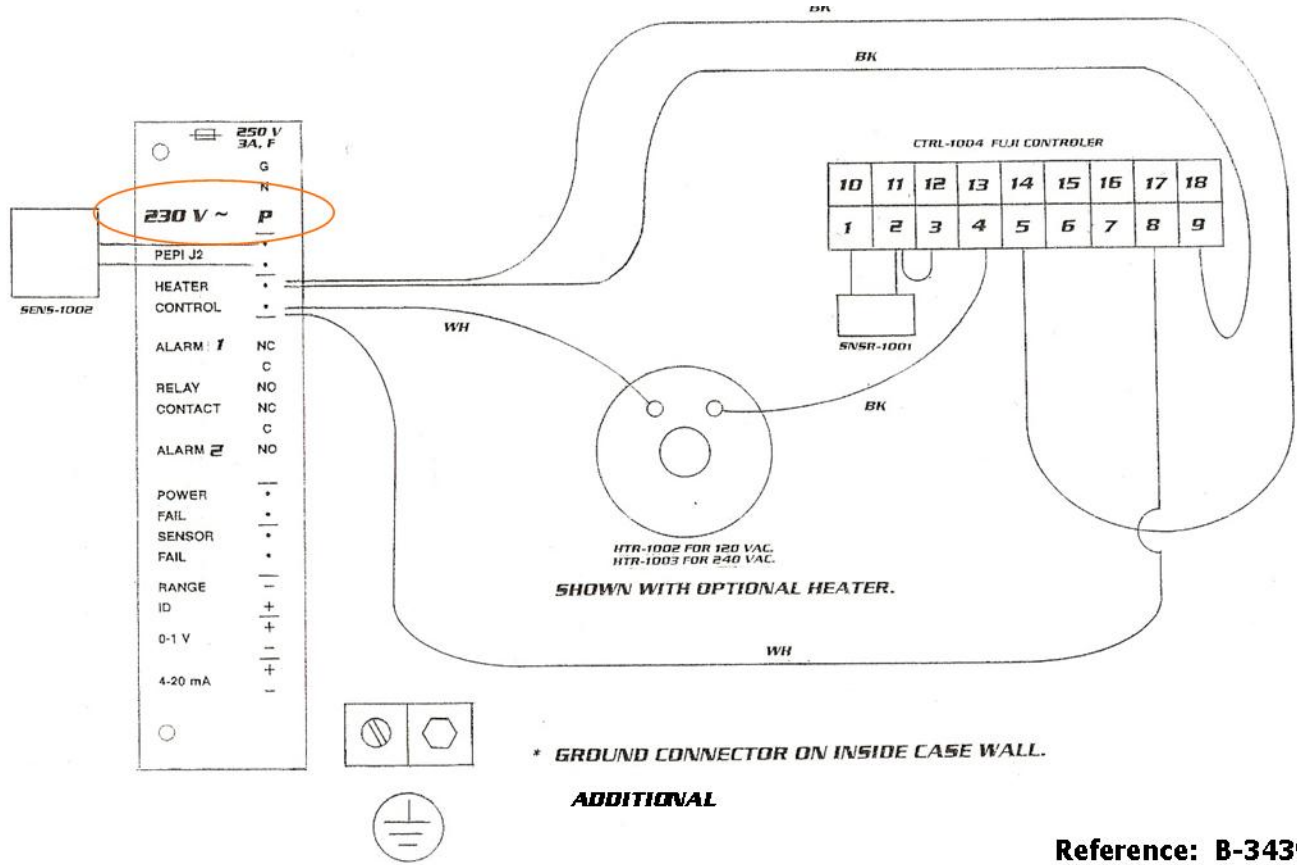 BK
BK
250 V
3A, F
G
N
230 V ~ P
PEPI J2
HEATER
CONTROL
ALARM 1 NC
C
RELAY NO
CONTACT NC
C
ALARM 2 NO
POWER
FAIL
SENSOR
FAIL
RANGE −
ID +
0-1 V +
−
4-20 mA +
−
SENS-1002
CTRL-1004 FUJI CONTROLER
10 11 12 13 14 15 16 17 18
1 2 3 4 5 6 7 8 9
SNSR-1001
WH
BK
HTR-1002 FOR 120 VAC.
HTR-1003 FOR 240 VAC.
SHOWN WITH OPTIONAL HEATER.
WH
* GROUND CONNECTOR ON INSIDE CASE WALL.
ADDITIONAL
Reference: B-343